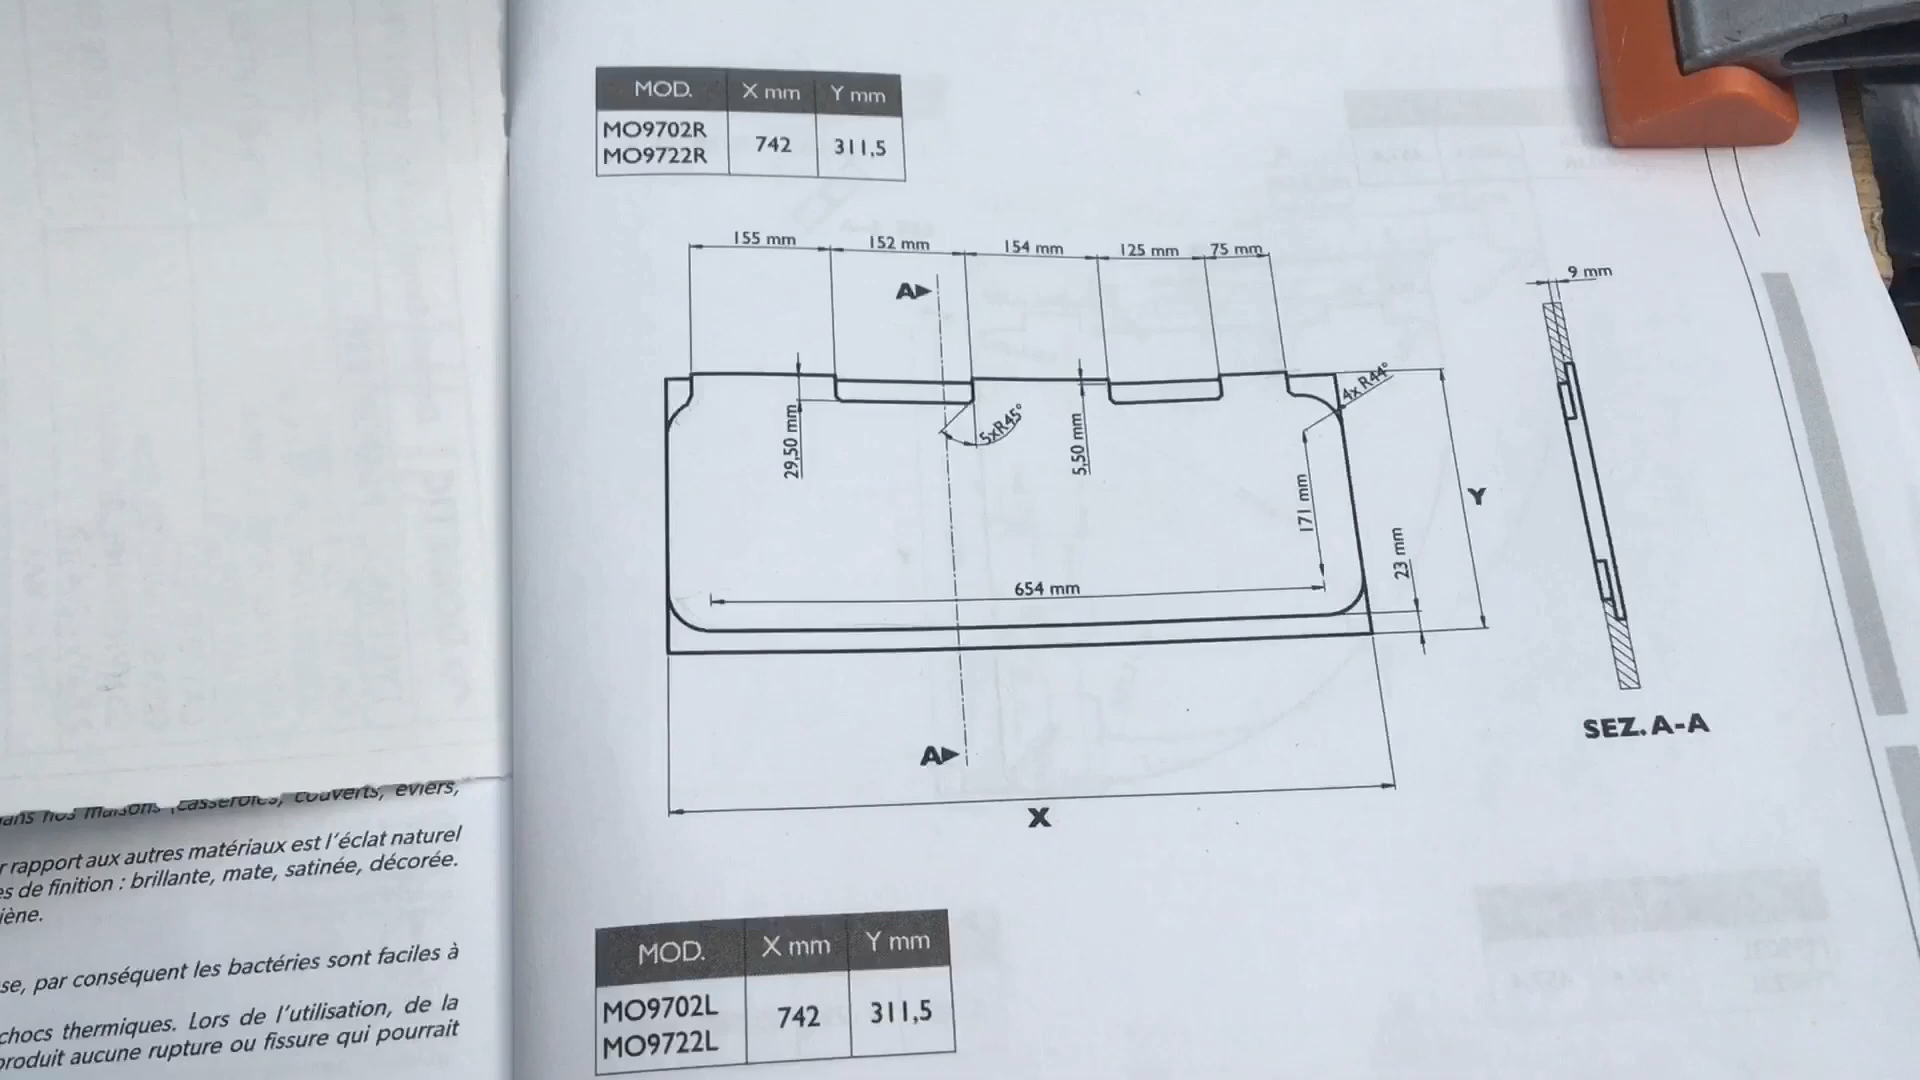 MOD. X mm Y mm
MO9702R
MO9722R
742 311,5
155 mm 152 mm 154 mm 125 mm 75 mm
9 mm
A
29,50 mm
5xR45°
5,50 mm
4x R44°
171 mm
Y
23 mm
654 mm
A
X
SEZ. A-A
MOD. X mm Y mm
MO9702L
MO9722L
742 311,5
ans nos maisons (casseroles, couverts, éviers,
r rapport aux autres matériaux est l'éclat naturel
es de finition : brillante, mate, satinée, décorée.
iène.
se, par conséquent les bactéries sont faciles à
chocs thermiques. Lors de l'utilisation, de la
produit aucune rupture ou fissure qui pourrait